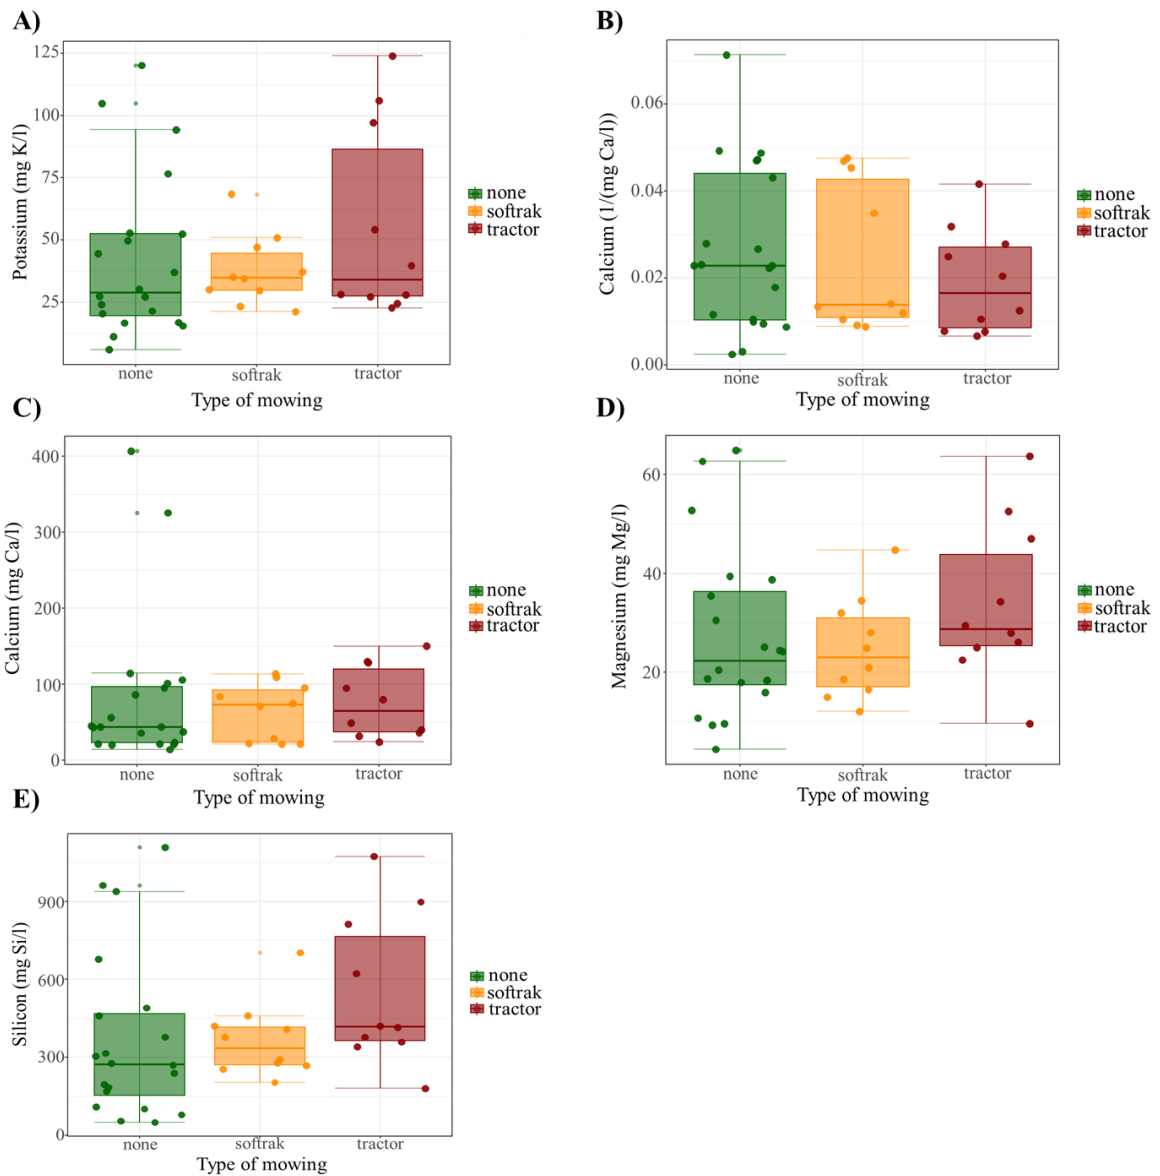 A)
125
100
75
50
25
Potassium (mg K/l)
none
softrak
tractor
Type of mowing
none
softrak
tractor
B)
0.06
0.04
0.02
0.00
Calcium (1/(mg Ca/l))
none
softrak
tractor
Type of mowing
none
softrak
tractor
C)
400
300
200
100
0
Calcium (mg Ca/l)
none
softrak
tractor
Type of mowing
none
softrak
tractor
D)
60
40
20
Magnesium (mg Mg/l)
none
softrak
tractor
Type of mowing
none
softrak
tractor
E)
900
600
300
0
Silicon (mg Si/l)
none
softrak
tractor
Type of mowing
none
softrak
tractor